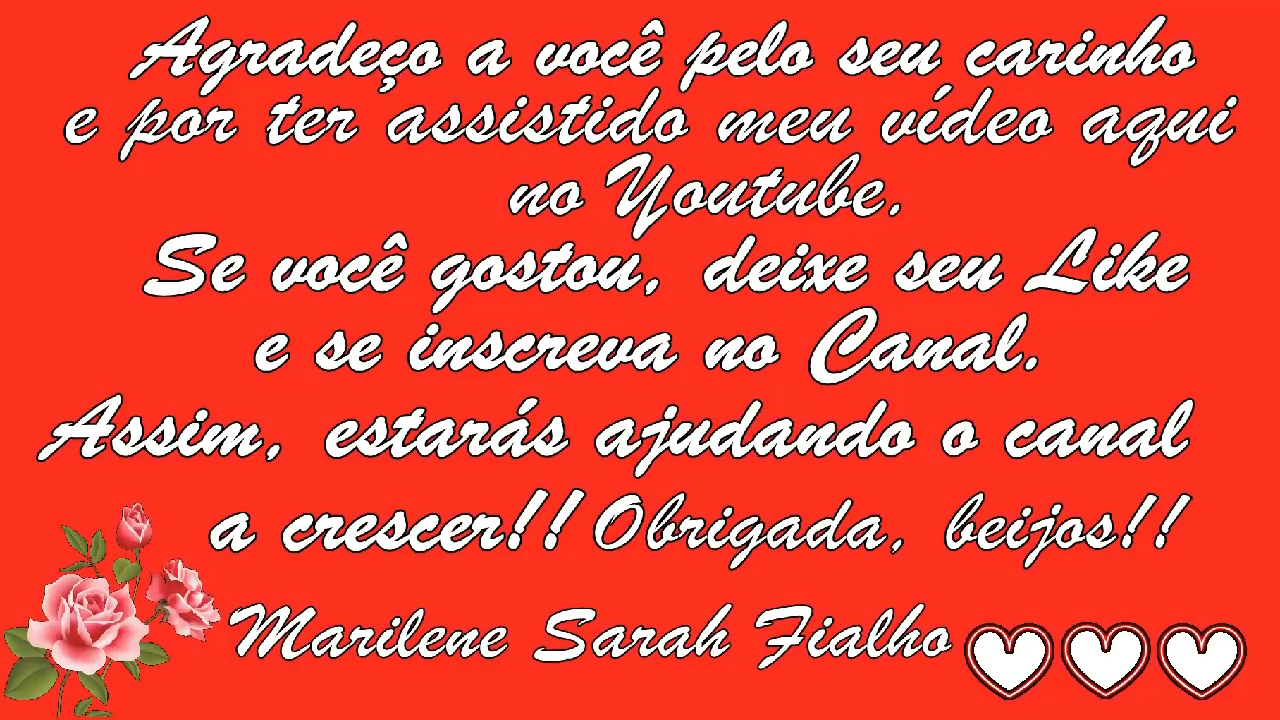 Agradeço a você pelo seu carinho
e por ter assistido meu vídeo aqui
no Youtube.
Se você gostou, deixe seu Like
e se inscreva no Canal.
Assim, estarás ajudando o canal
a crescer!! Obrigada, beijos!!
Marilene Sarah Fialho